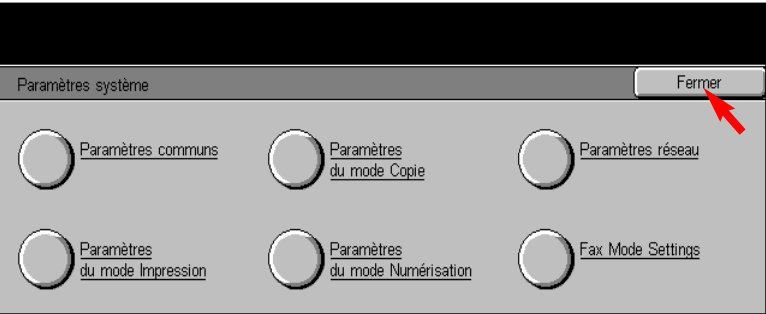 Paramètres système
Fermer
Paramètres communs
Paramètres
du mode Copie
Paramètres réseau
Paramètres
du mode Impression
Paramètres
du mode Numérisation
Fax Mode Settings